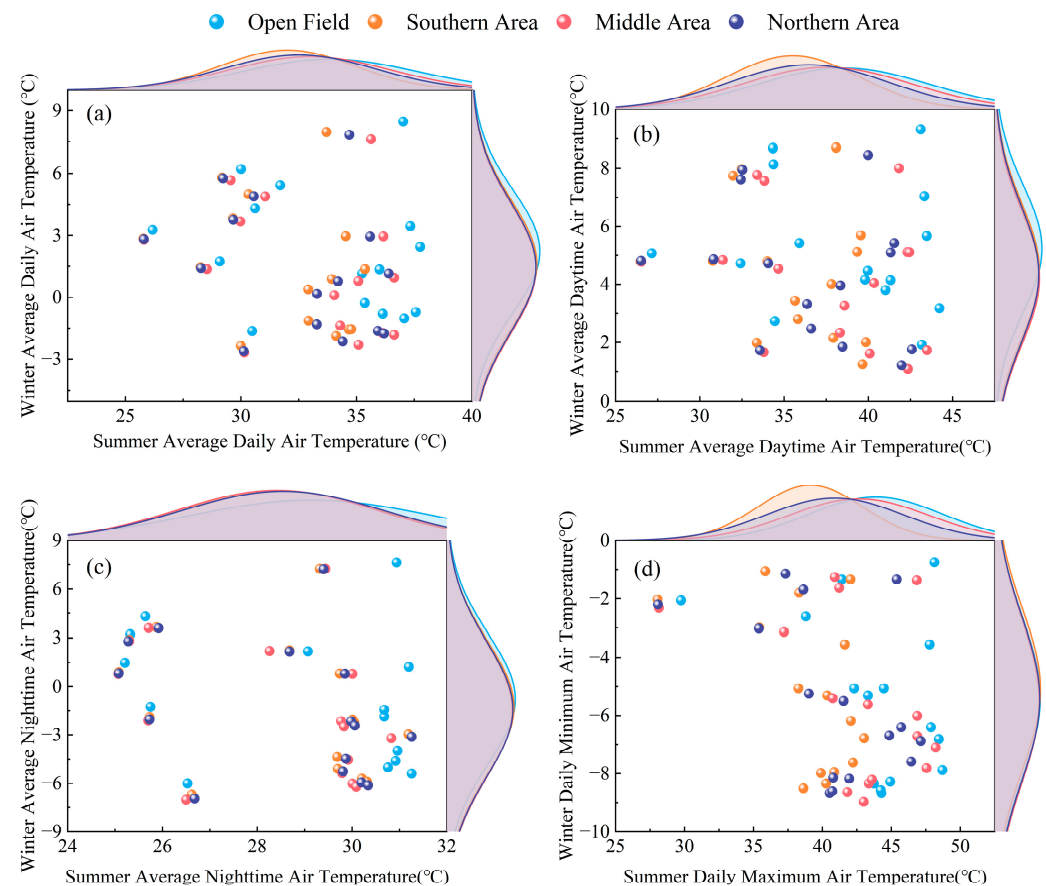 Open Field Southern Area Middle Area Northern Area
(a)
Winter Average Daily Air Temperature (℃)
9
6
3
0
−3
25 30 35 40
Summer Average Daily Air Temperature (℃)
(b)
Winter Average Daytime Air Temperature(℃)
10
8
6
4
2
0
25 30 35 40 45
Summer Average Daytime Air Temperature(℃)
(c)
Winter Average Nighttime Air Temperature(℃)
9
6
3
0
−3
−6
−9
24 26 28 30 32
Summer Average Nighttime Air Temperature(℃)
(d)
Winter Daily Minimum Air Temperature(℃)
0
−2
−4
−6
−8
−10
25 30 35 40 45 50
Summer Daily Maximum Air Temperature(℃)